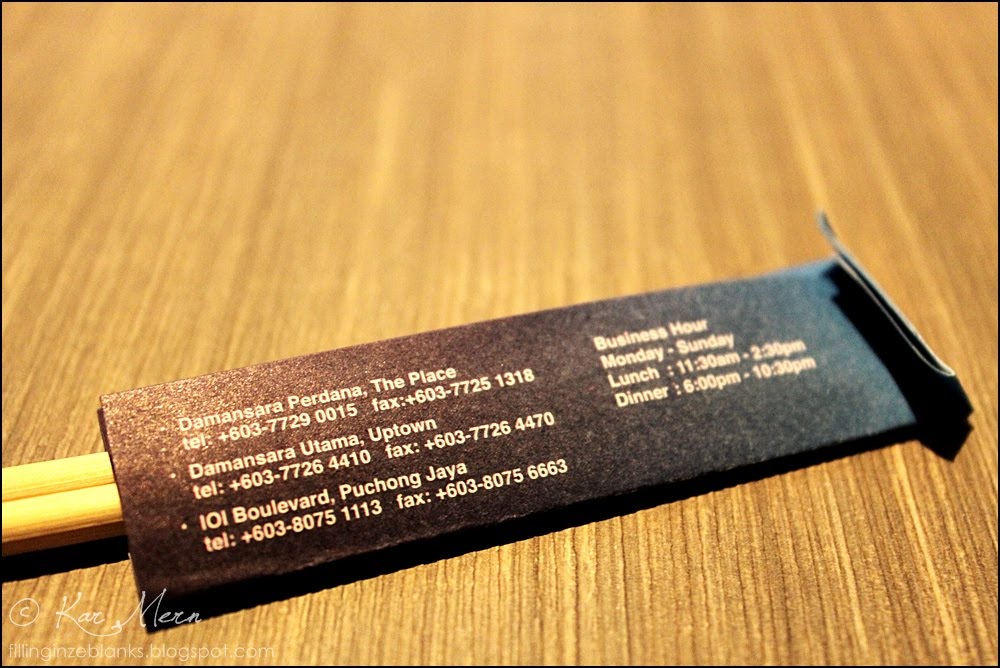 · Damansara Perdana, The Place
tel: +603-7729 0015 fax:+603-7725 1318
· Damansara Utama, Uptown
tel: +603-7726 4410 fax: +603-7726 4470
· IOI Boulevard, Puchong Jaya
tel: +603-8075 1113 fax: +603-8075 6663
Business Hour
Monday - Sunday
Lunch : 11:30am - 2:30pm
Dinner : 6:00pm - 10:30pm
© Kar Mern
fillinginzeblanks.blogspot.com